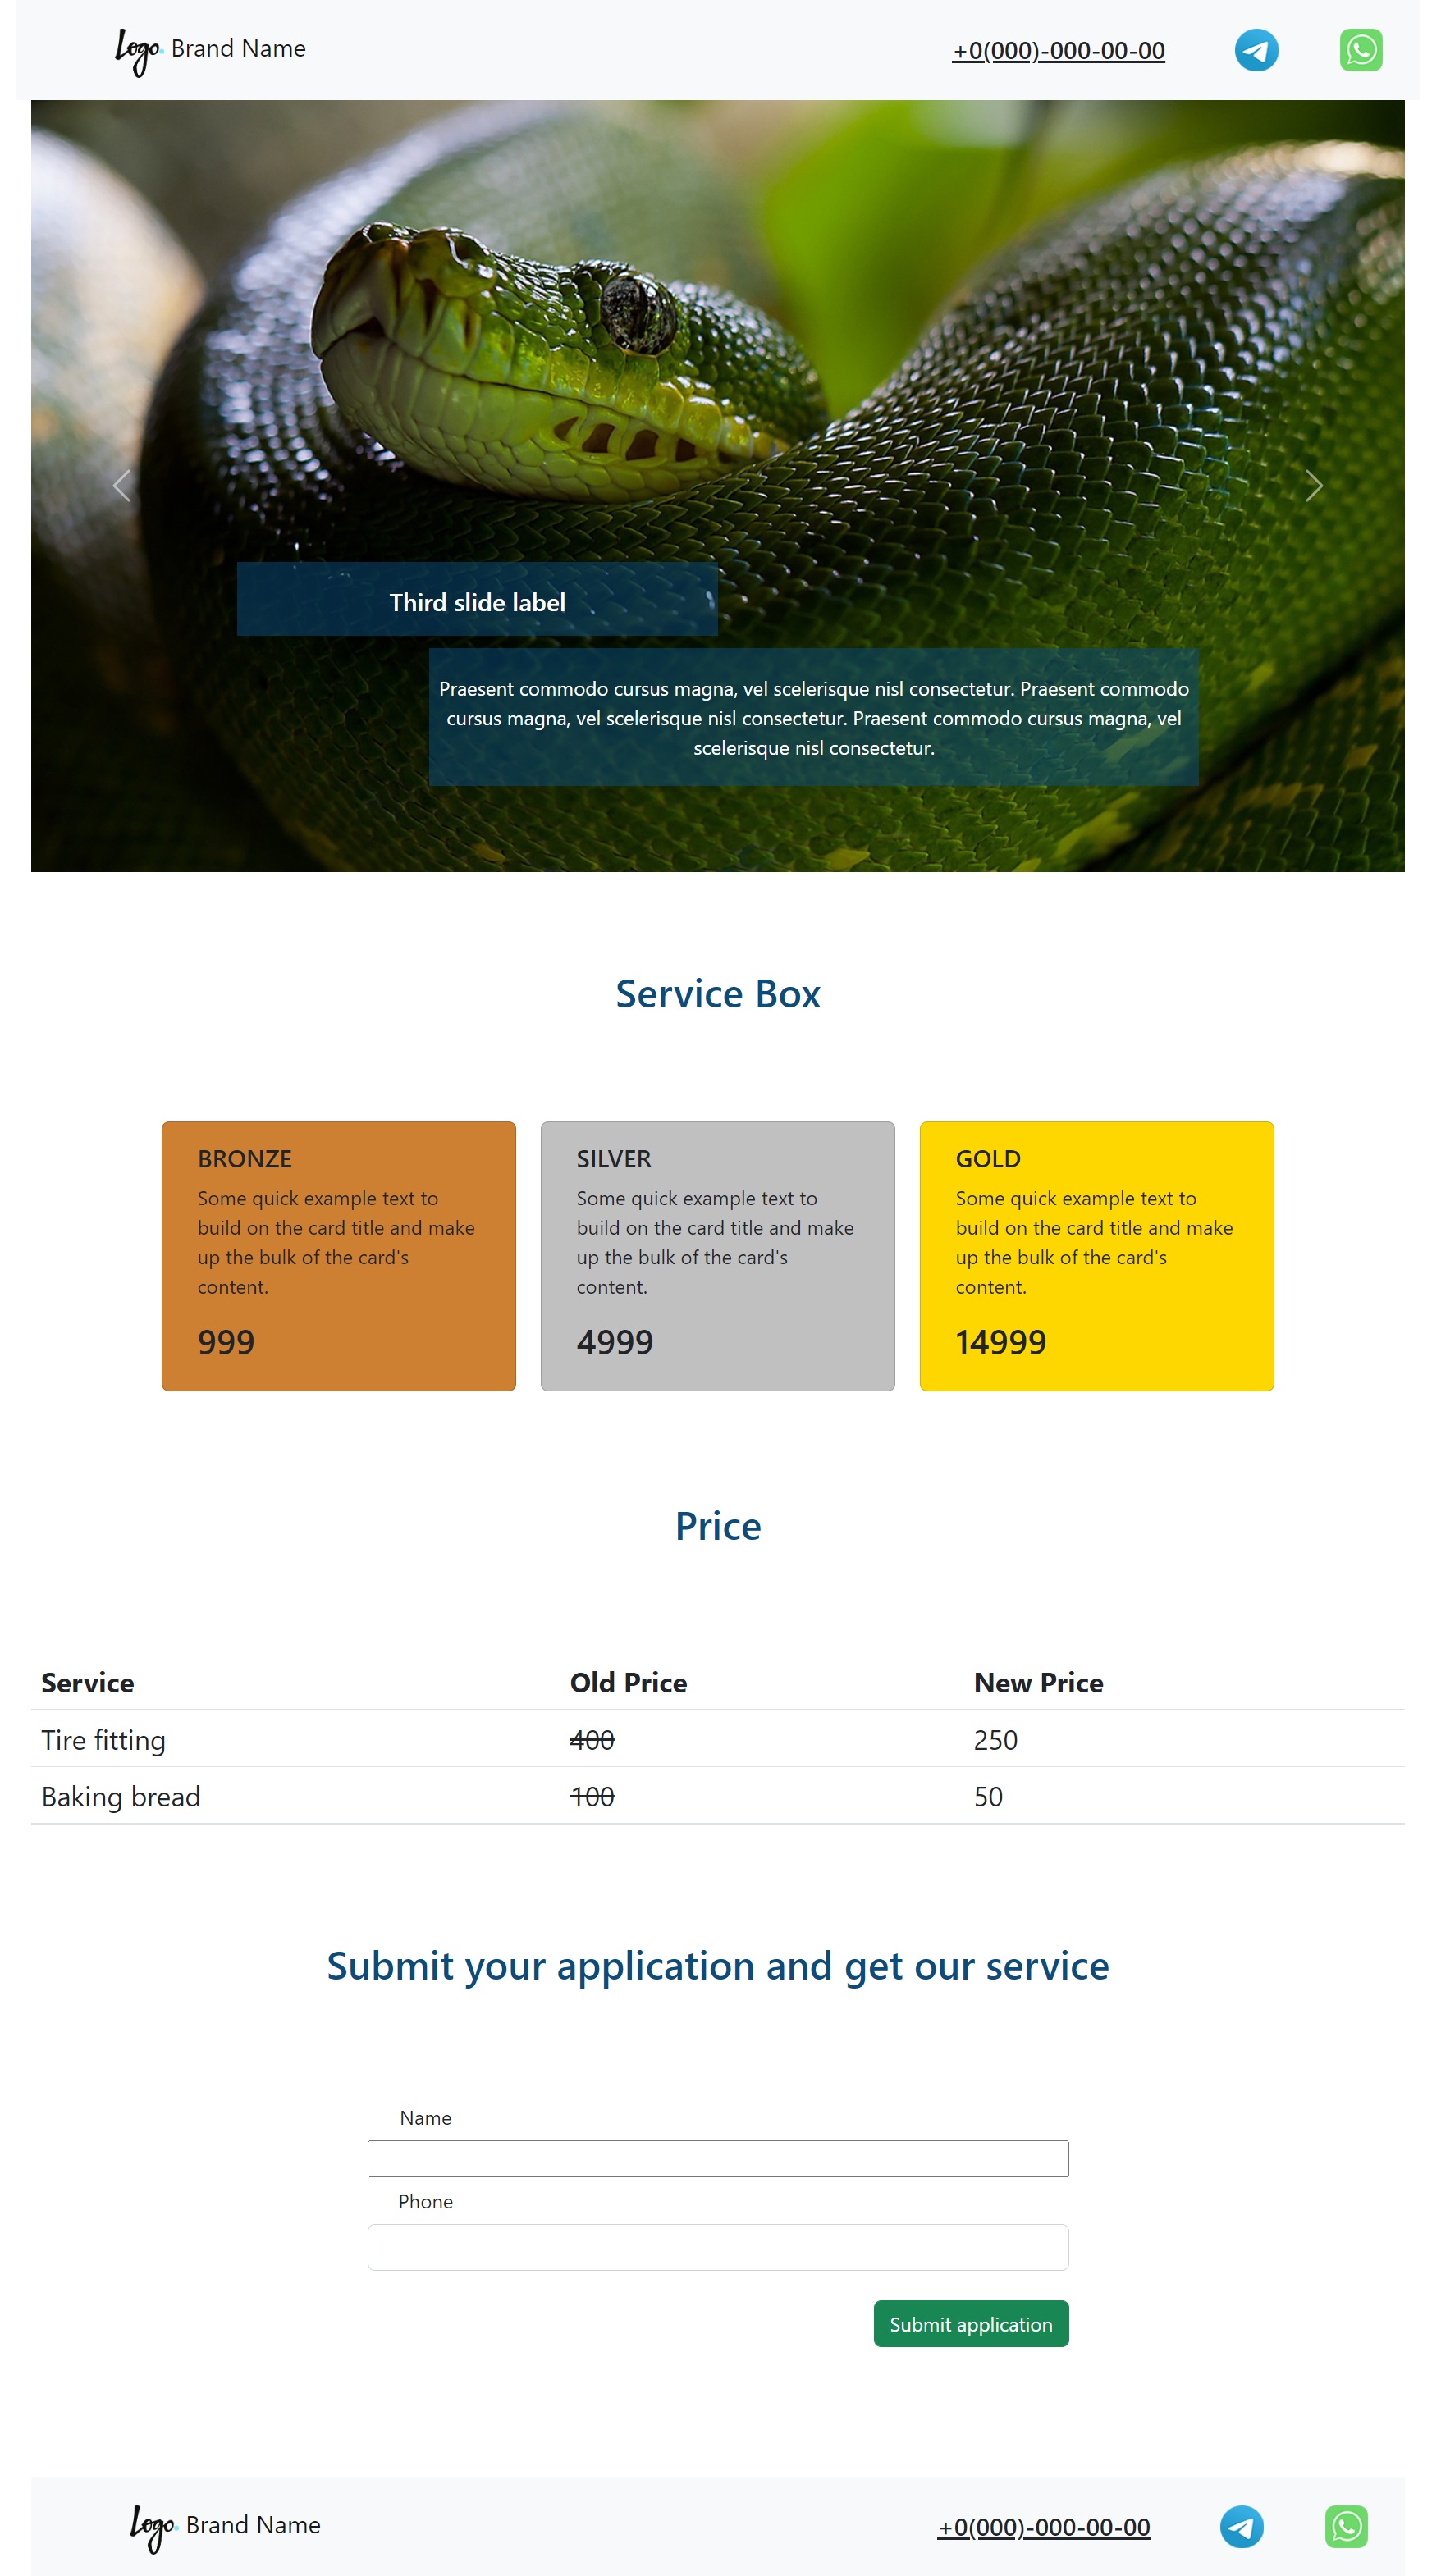 Logo. Brand Name
+0(000)-000-00-00
Third slide label
Praesent commodo cursus magna, vel scelerisque nisl consectetur. Praesent commodo
cursus magna, vel scelerisque nisl consectetur. Praesent commodo cursus magna, vel
scelerisque nisl consectetur.
Service Box
BRONZE
Some quick example text to
build on the card title and make
up the bulk of the card's
content.
999
SILVER
Some quick example text to
build on the card title and make
up the bulk of the card's
content.
4999
GOLD
Some quick example text to
build on the card title and make
up the bulk of the card's
content.
14999
Price
Service Old Price New Price
Tire fitting 400 250
Baking bread 100 50
Submit your application and get our service
Name
Phone
Submit application
Logo. Brand Name
+0(000)-000-00-00